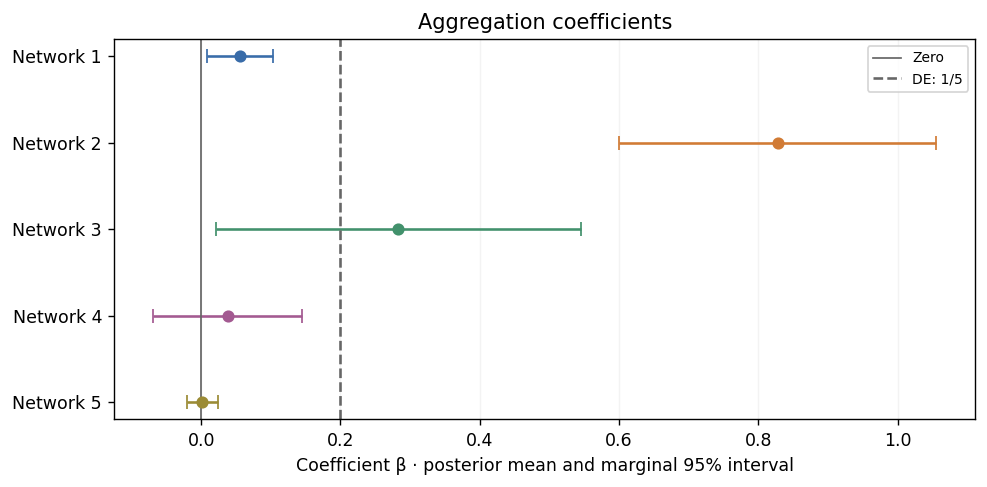 Aggregation coefficients
Network 1
Network 2
Network 3
Network 4
Network 5
Zero
DE: 1/5
0.0 0.2 0.4 0.6 0.8 1.0
Coefficient β · posterior mean and marginal 95% interval